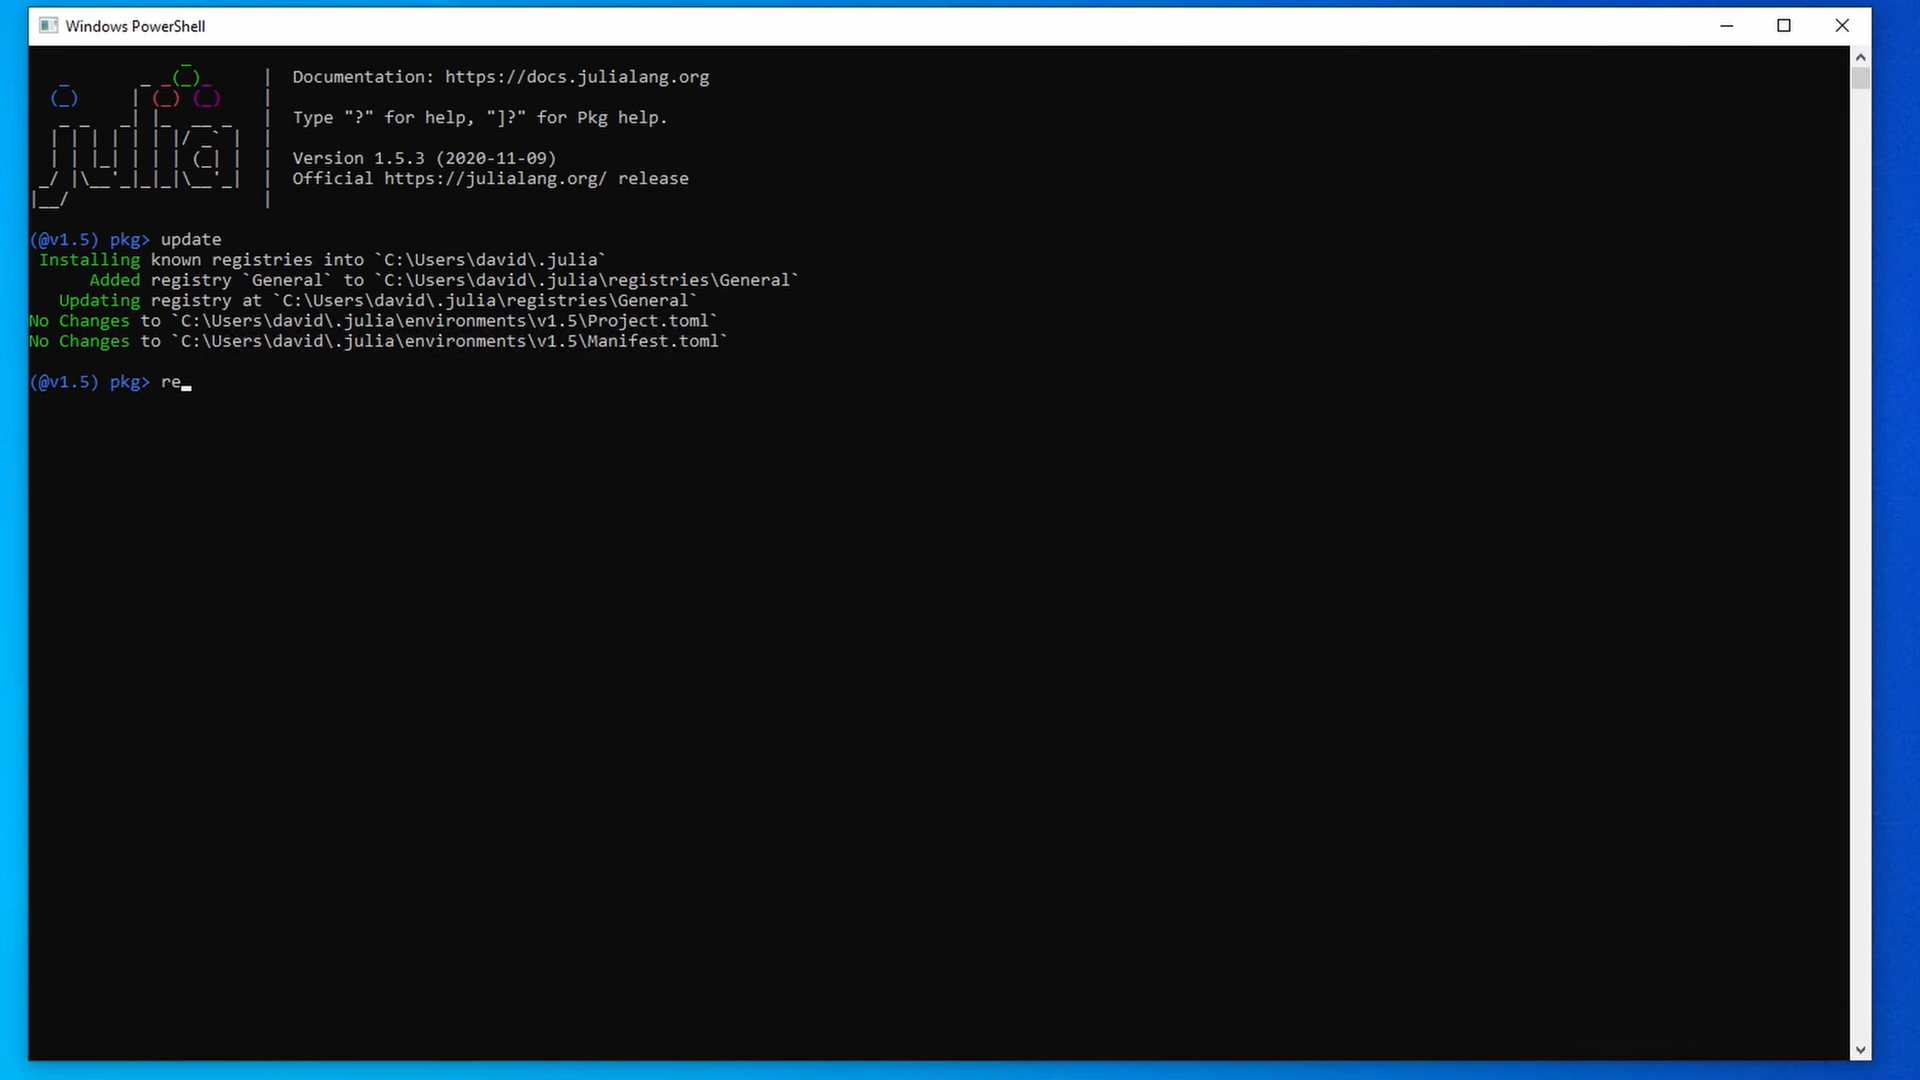 Windows PowerShell
Documentation: https://docs.julialang.org
Type "?" for help, "]?" for Pkg help.
Version 1.5.3 (2020-11-09)
Official https://julialang.org/ release
julia
(@v1.5) pkg> update
Installing known registries into `C:\Users\david\.julia`
Added registry `General` to `C:\Users\david\.julia\registries\General`
Updating registry at `C:\Users\david\.julia\registries\General`
No Changes to `C:\Users\david\.julia\environments\v1.5\Project.toml`
No Changes to `C:\Users\david\.julia\environments\v1.5\Manifest.toml`
(@v1.5) pkg> re_